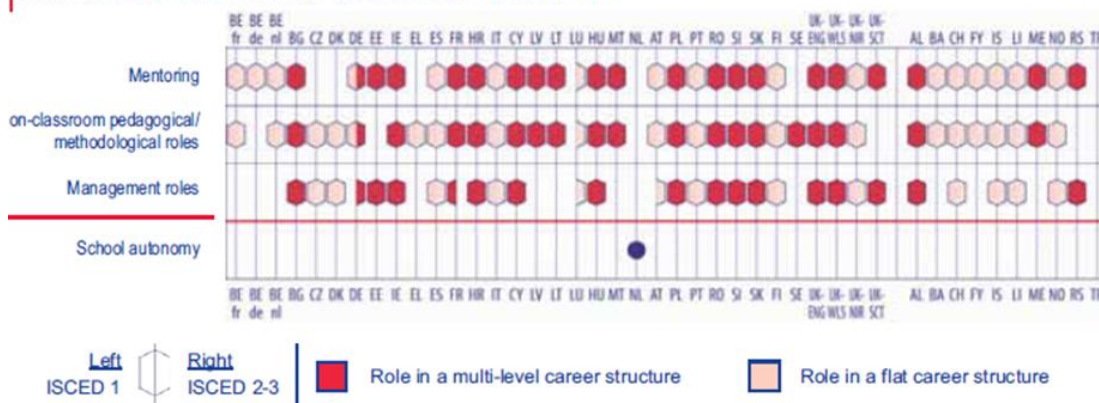 BE BE BE UK- UK- UK- UK-
fr de nl BG CZ DK DE EE IE EL ES FR HR IT CY LV LT LU HU MT NL AT PL PT RO SI SK FI SE ENG WLS NIR SCT AL BA CH FY IS LI ME NO RS
Mentoring
on-classroom pedagogical/
methodological roles
Management roles
School autonomy
BE BE BE BG CZ DK DE EE IE EL ES FR HR IT CY LV LT LU HU MT NL AT PL PT RO SI SK FI SE UK- UK- UK- UK- AL BA CH FY IS LI ME NO RS
fr de nl ENG WLS NIR SCT
Left Right
ISCED 1 ISCED 2-3
Role in a multi-level career structure
Role in a flat career structure